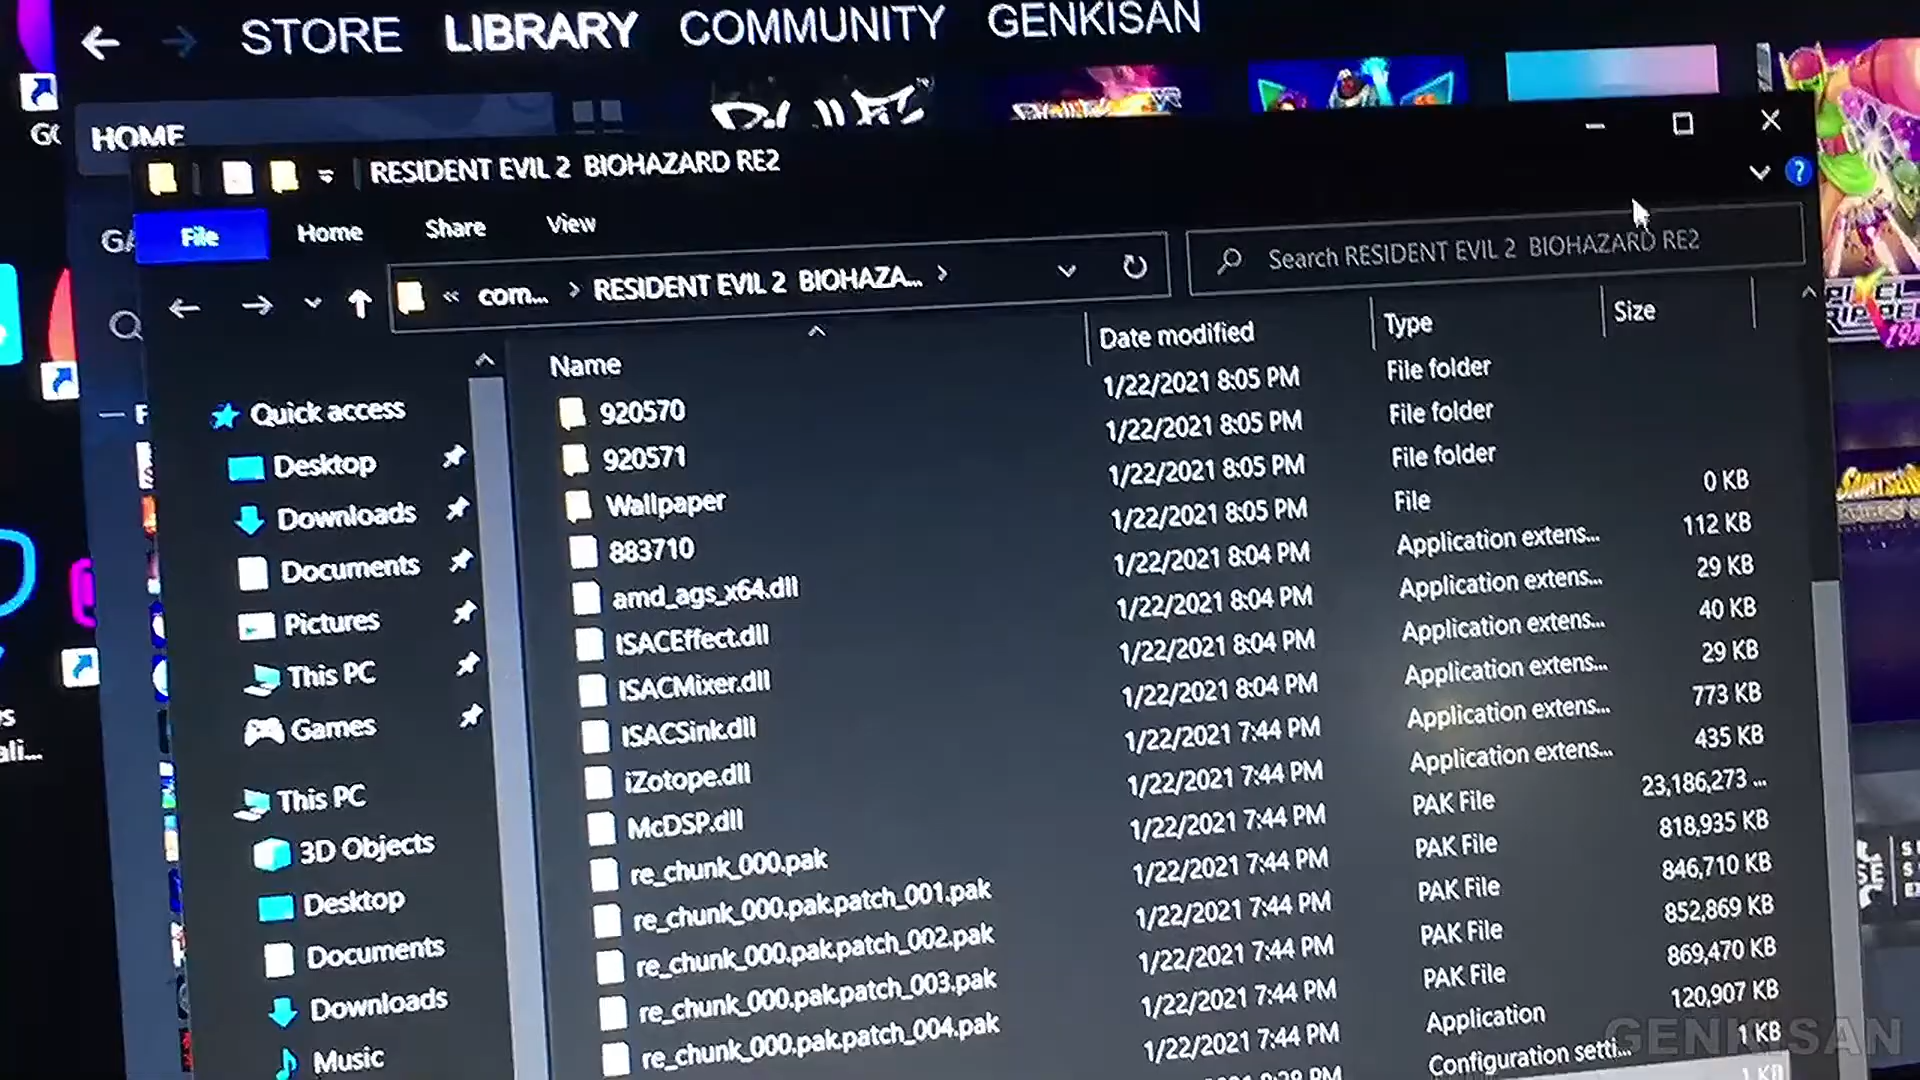 STORE LIBRARY COMMUNITY GENKISAN
HOME
RESIDENT EVIL 2 BIOHAZARD RE2
File Home Share View
« com... > RESIDENT EVIL 2 BIOHAZA... >
Search RESIDENT EVIL 2 BIOHAZARD RE2
Name Date modified Type Size
Quick access
Desktop
Downloads
Documents
Pictures
This PC
Games
This PC
3D Objects
Desktop
Documents
Downloads
Music
920570
920571
Wallpaper
883710
amd_ags_x64.dll
ISACEffect.dll
ISACMixer.dll
ISACSink.dll
iZotope.dll
McDSP.dll
re_chunk_000.pak
re_chunk_000.pak.patch_001.pak
re_chunk_000.pak.patch_002.pak
re_chunk_000.pak.patch_003.pak
re_chunk_000.pak.patch_004.pak
1/22/2021 8:05 PM
1/22/2021 8:05 PM
1/22/2021 8:05 PM
1/22/2021 8:05 PM
1/22/2021 8:04 PM
1/22/2021 8:04 PM
1/22/2021 8:04 PM
1/22/2021 8:04 PM
1/22/2021 7:44 PM
1/22/2021 7:44 PM
1/22/2021 7:44 PM
1/22/2021 7:44 PM
1/22/2021 7:44 PM
1/22/2021 7:44 PM
1/22/2021 7:44 PM
1/22/2021 7:44 PM
File folder
File folder
File folder
File
Application extens...
Application extens...
Application extens...
Application extens...
Application extens...
Application extens...
PAK File
PAK File
PAK File
PAK File
PAK File
Application
Configuration setti...
0 KB
112 KB
29 KB
40 KB
29 KB
773 KB
435 KB
23,186,273 ...
818,935 KB
846,710 KB
852,869 KB
869,470 KB
120,907 KB
1 KB
1 KB
GENKISAN